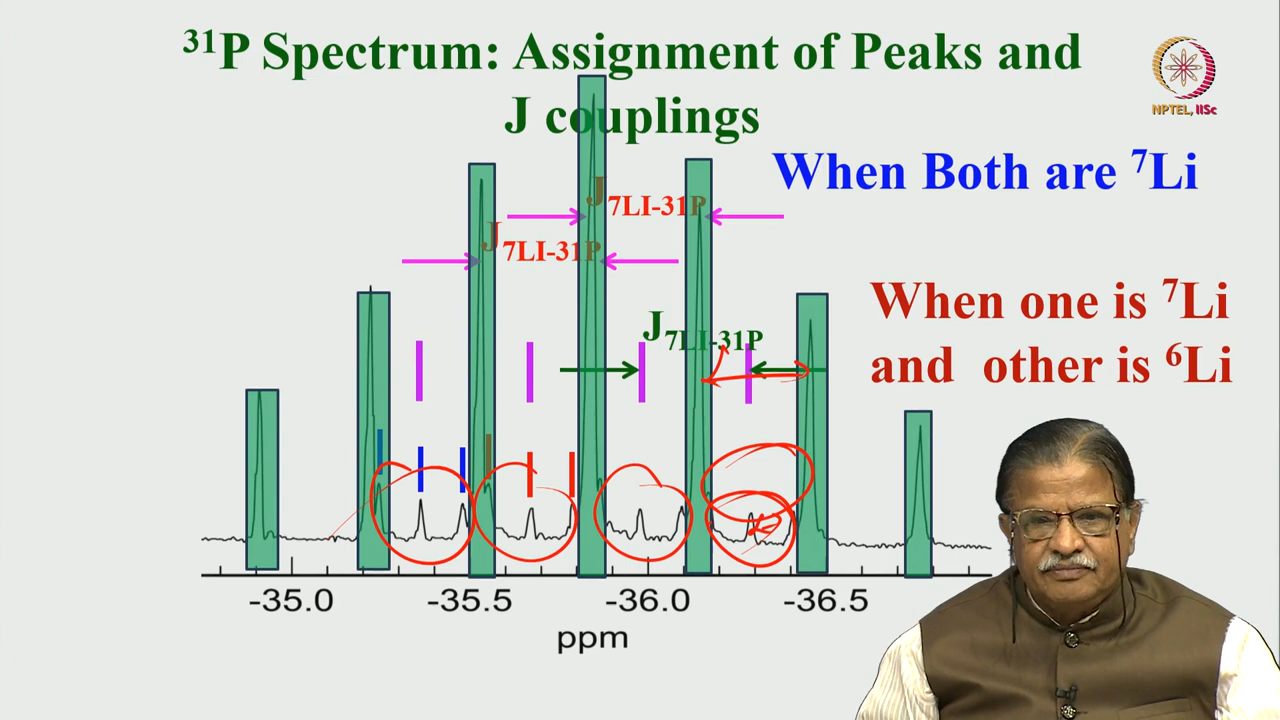 ³¹P Spectrum: Assignment of Peaks and
J couplings
NPTEL, IISc
When Both are ⁷Li
J7LI-31P
J7LI-31P
When one is ⁷Li
and other is ⁶Li
J7LI-31P
-35.0 -35.5 -36.0 -36.5
ppm